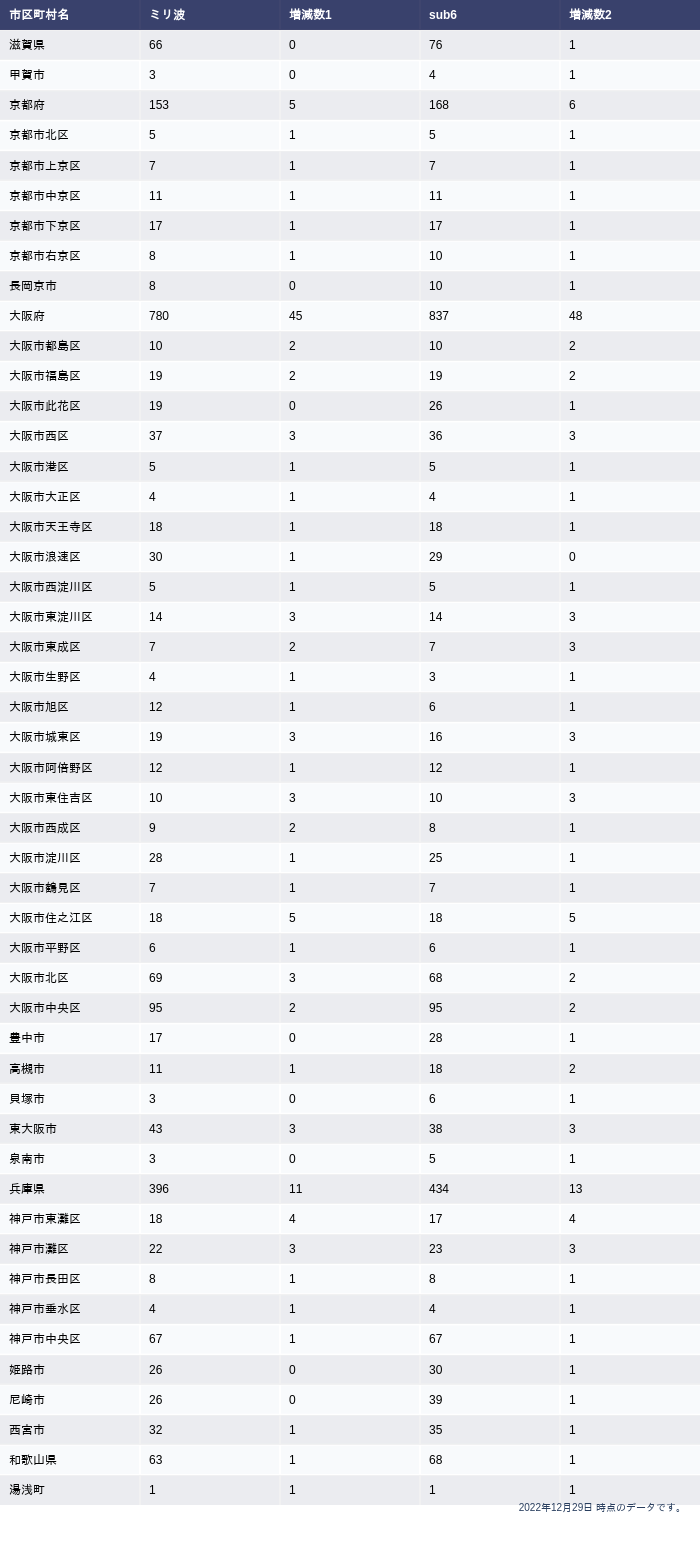 市区町村名 ミリ波 増減数1 sub6 増減数2
滋賀県 66 0 76 1
甲賀市 3 0 4 1
京都府 153 5 168 6
京都市北区 5 1 5 1
京都市上京区 7 1 7 1
京都市中京区 11 1 11 1
京都市下京区 17 1 17 1
京都市右京区 8 1 10 1
長岡京市 8 0 10 1
大阪府 780 45 837 48
大阪市都島区 10 2 10 2
大阪市福島区 19 2 19 2
大阪市此花区 19 0 26 1
大阪市西区 37 3 36 3
大阪市港区 5 1 5 1
大阪市大正区 4 1 4 1
大阪市天王寺区 18 1 18 1
大阪市浪速区 30 1 29 0
大阪市西淀川区 5 1 5 1
大阪市東淀川区 14 3 14 3
大阪市東成区 7 2 7 3
大阪市生野区 4 1 3 1
大阪市旭区 12 1 6 1
大阪市城東区 19 3 16 3
大阪市阿倍野区 12 1 12 1
大阪市東住吉区 10 3 10 3
大阪市西成区 9 2 8 1
大阪市淀川区 28 1 25 1
大阪市鶴見区 7 1 7 1
大阪市住之江区 18 5 18 5
大阪市平野区 6 1 6 1
大阪市北区 69 3 68 2
大阪市中央区 95 2 95 2
豊中市 17 0 28 1
高槻市 11 1 18 2
貝塚市 3 0 6 1
東大阪市 43 3 38 3
泉南市 3 0 5 1
兵庫県 396 11 434 13
神戸市東灘区 18 4 17 4
神戸市灘区 22 3 23 3
神戸市長田区 8 1 8 1
神戸市垂水区 4 1 4 1
神戸市中央区 67 1 67 1
姫路市 26 0 30 1
尼崎市 26 0 39 1
西宮市 32 1 35 1
和歌山県 63 1 68 1
湯浅町 1 1 1 1
2022年12月29日 時点のデータです。